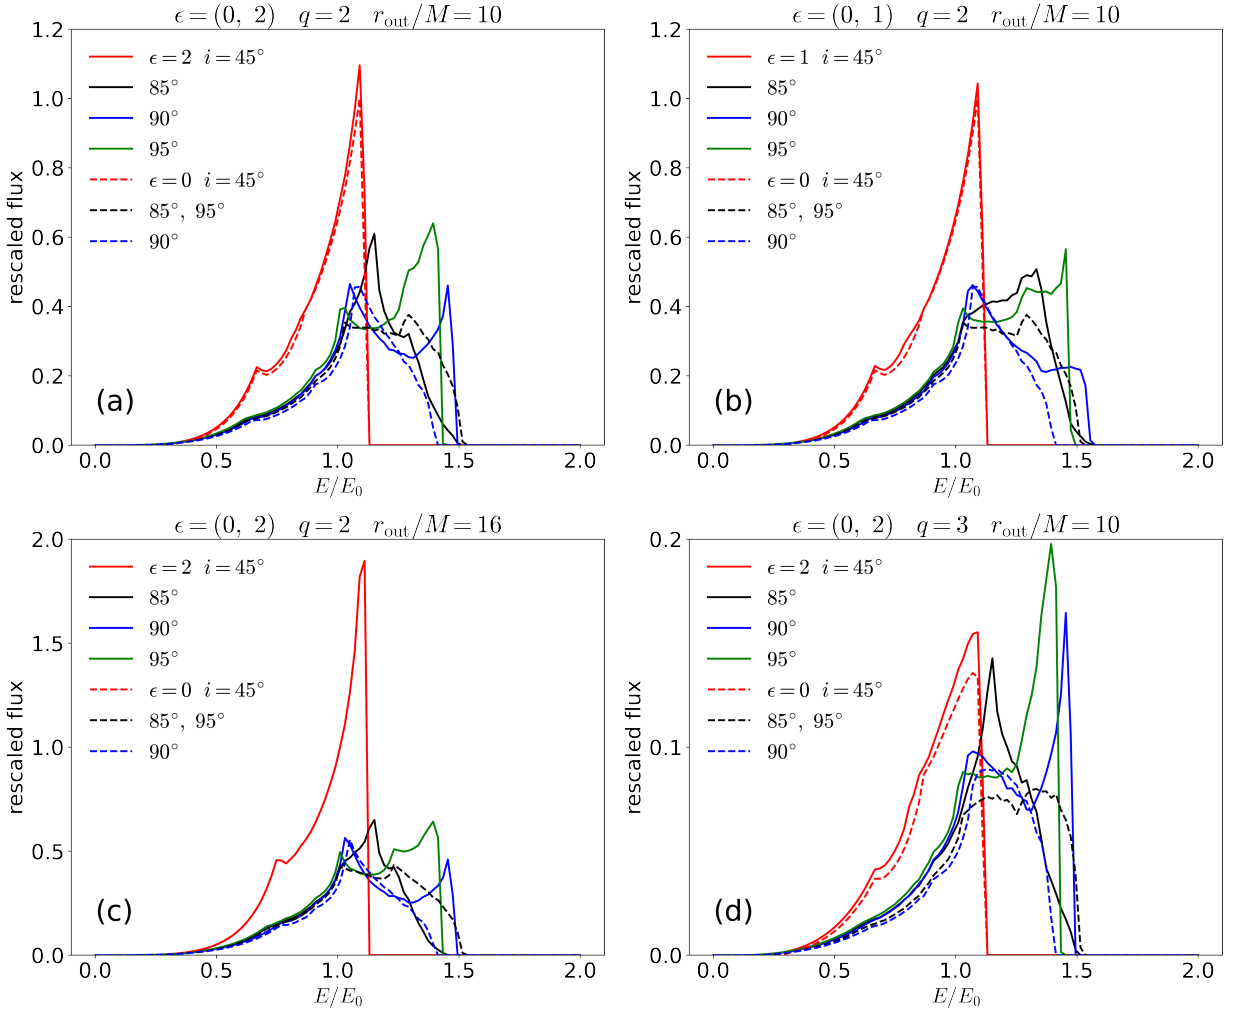 ϵ=(0, 2) q=2 r_out/M=10
1.2
1.0
0.8
0.6
0.4
0.2
0.0
rescaled flux
ϵ=2 i=45°
85°
90°
95°
ϵ=0 i=45°
85°, 95°
90°
(a)
0.0 0.5 1.0 1.5 2.0
E/E_0
ϵ=(0, 1) q=2 r_out/M=10
1.2
1.0
0.8
0.6
0.4
0.2
0.0
rescaled flux
ϵ=1 i=45°
85°
90°
95°
ϵ=0 i=45°
85°, 95°
90°
(b)
0.0 0.5 1.0 1.5 2.0
E/E_0
ϵ=(0, 2) q=2 r_out/M=16
2.0
1.5
1.0
0.5
0.0
rescaled flux
ϵ=2 i=45°
85°
90°
95°
ϵ=0 i=45°
85°, 95°
90°
(c)
0.0 0.5 1.0 1.5 2.0
E/E_0
ϵ=(0, 2) q=3 r_out/M=10
0.2
0.1
0.0
rescaled flux
ϵ=2 i=45°
85°
90°
95°
ϵ=0 i=45°
85°, 95°
90°
(d)
0.0 0.5 1.0 1.5 2.0
E/E_0